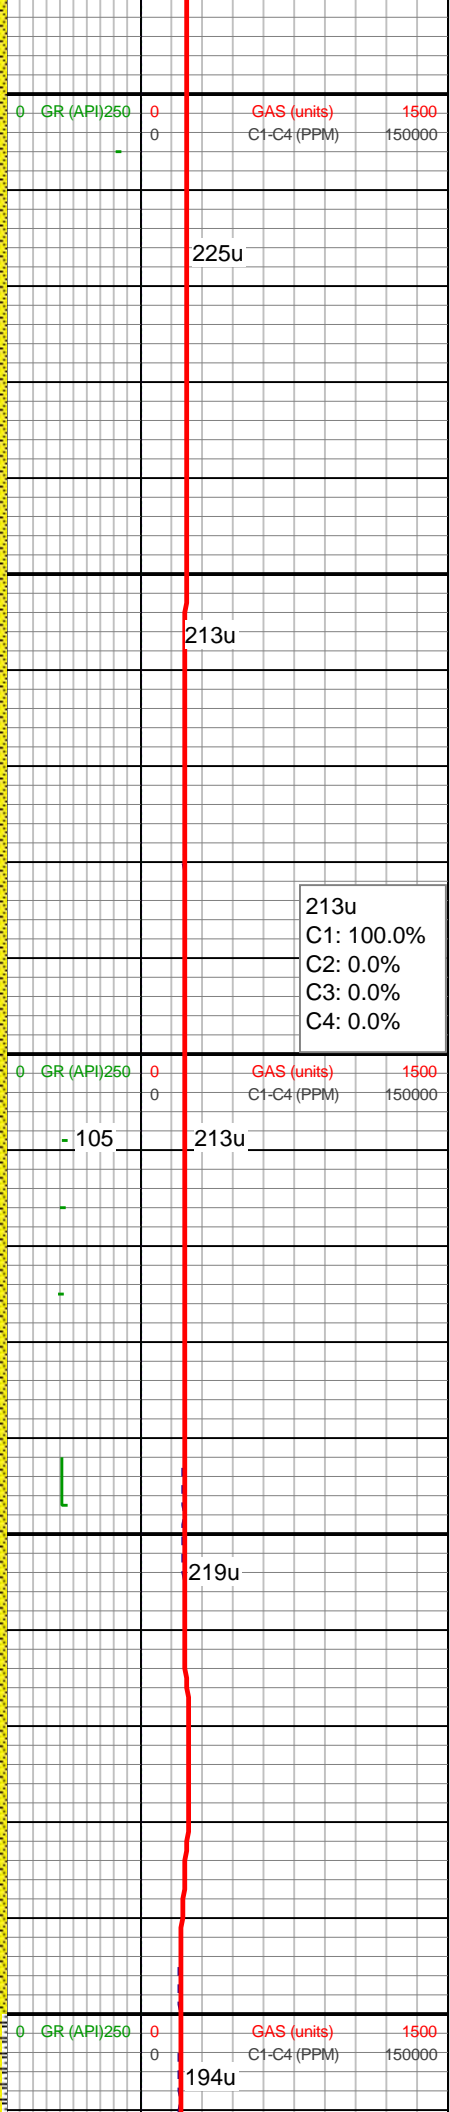 0 GR (API)250 0 GAS (units) 1500
0 C1-C4 (PPM) 150000
225u
213u
213u
C1: 100.0%
C2: 0.0%
C3: 0.0%
C4: 0.0%
0 GR (API)250 0 GAS (units) 1500
0 C1-C4 (PPM) 150000
105 213u
219u
0 GR (API)250 0 GAS (units) 1500
0 C1-C4 (PPM) 150000
194u